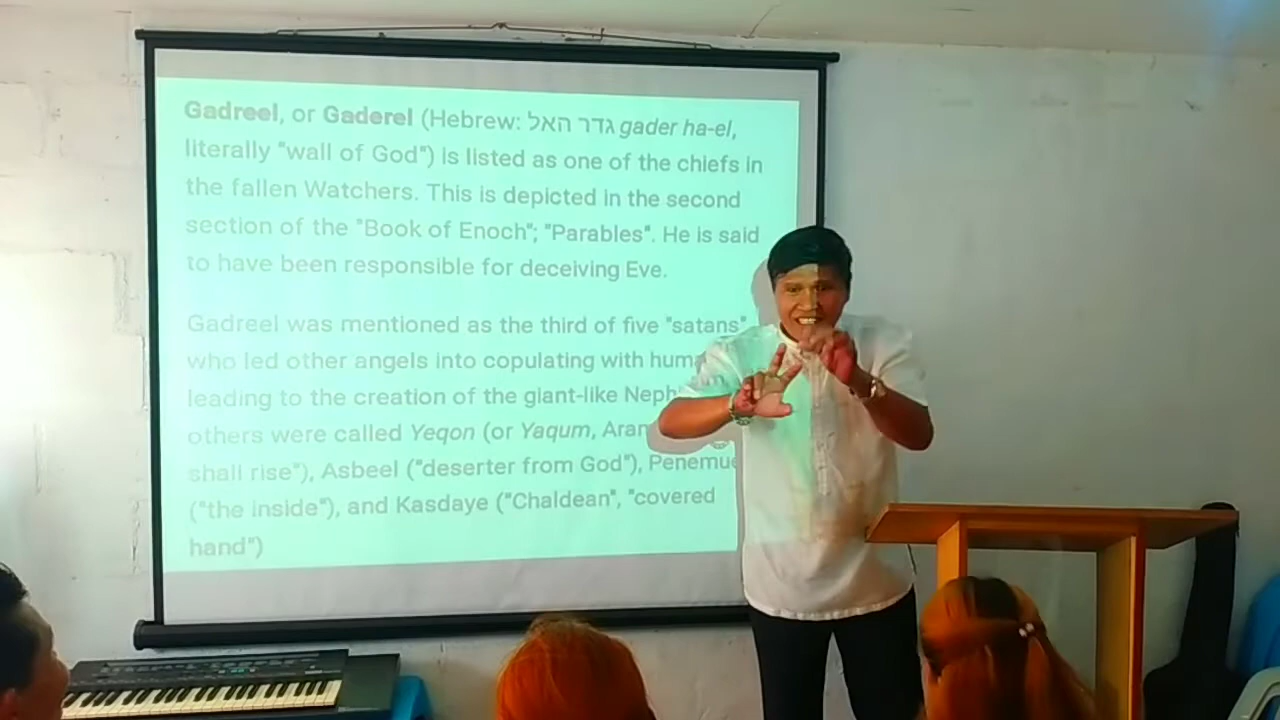 Gadreel, or Gaderel (Hebrew: גדר האל gader ha-el,
literally "wall of God") is listed as one of the chiefs in
the fallen Watchers. This is depicted in the second
section of the "Book of Enoch"; "Parables". He is said
to have been responsible for deceiving Eve.
Gadreel was mentioned as the third of five "satans"
who led other angels into copulating with
leading to the creation of the giant-like
others were called Yeqon (or Yaqum,
shall rise"), Asbeel ("deserter from God"), Penemue
("the inside"), and Kasdaye ("Chaldean", "covered
hand")